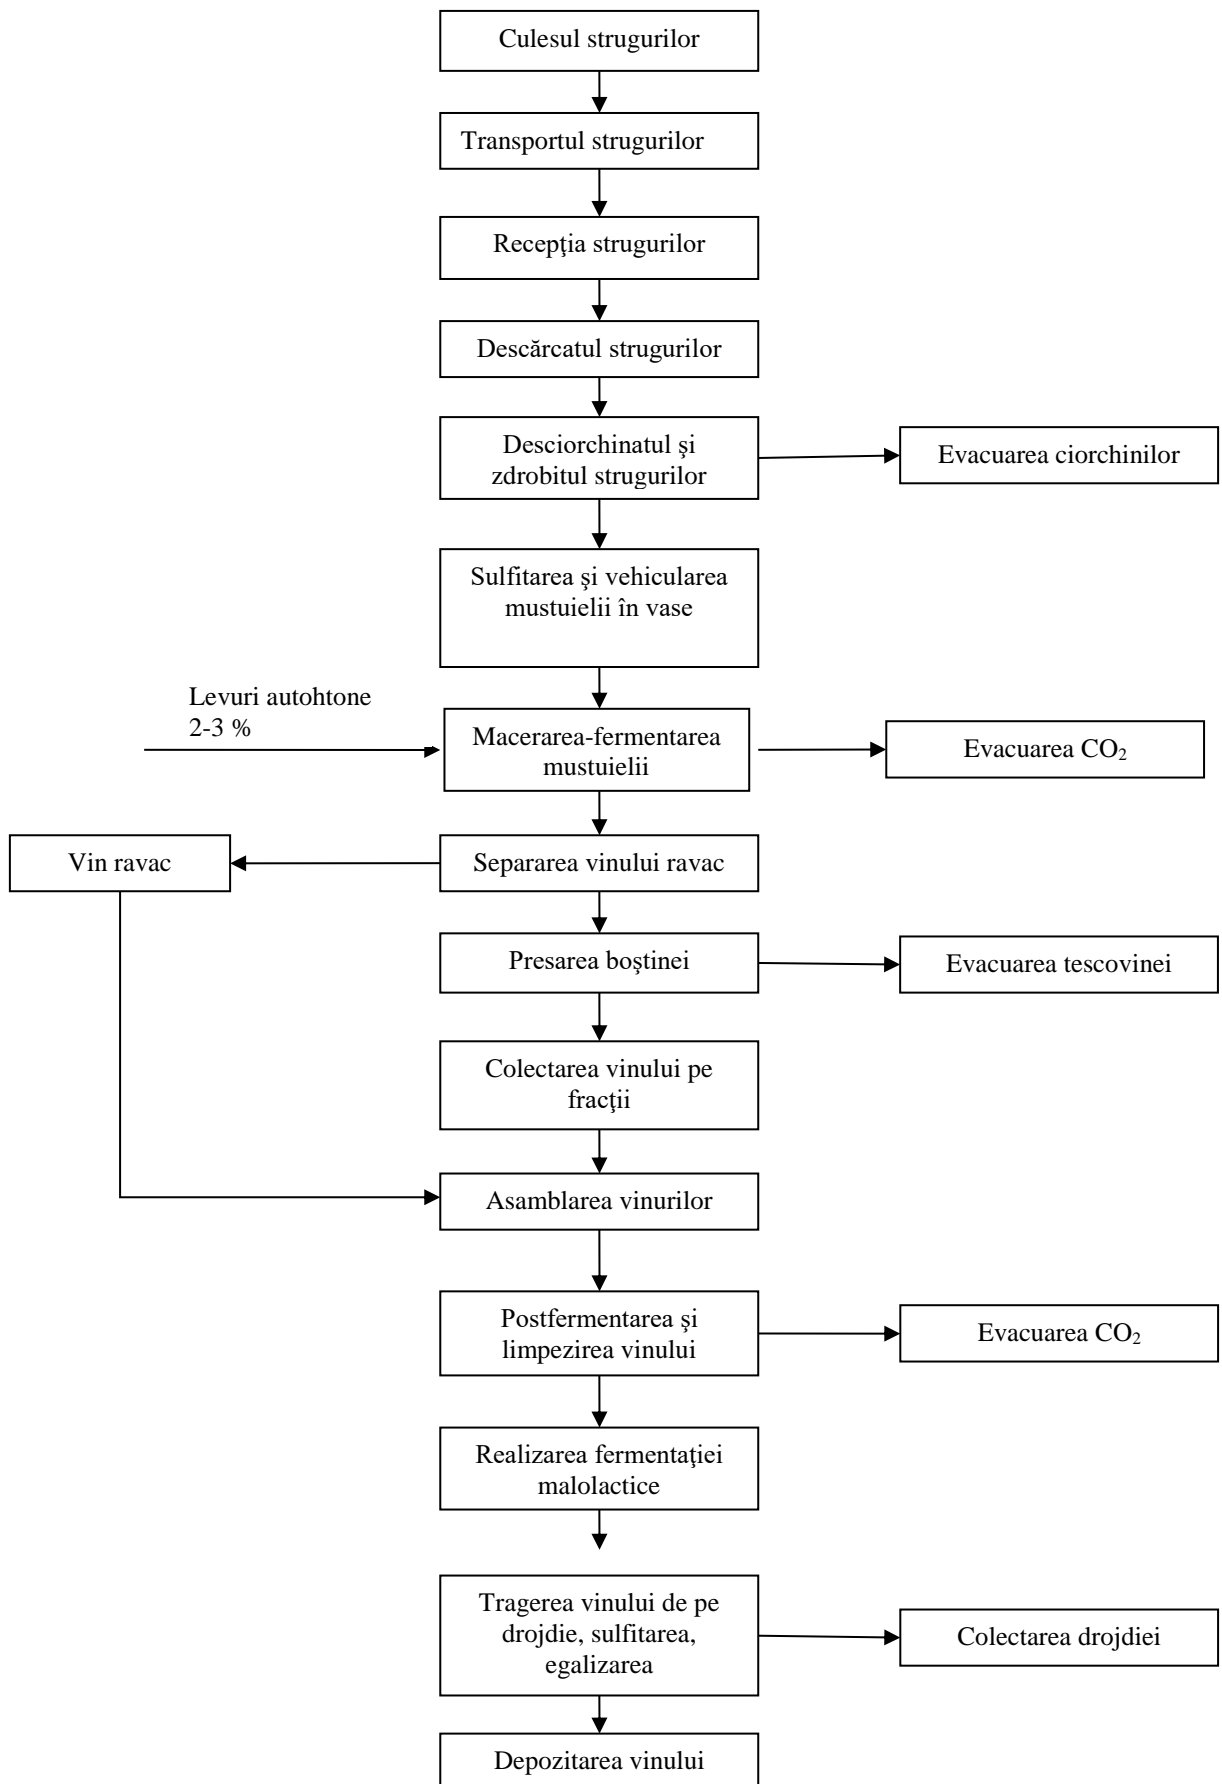 Culesul strugurilor
Transportul strugurilor
Recepţia strugurilor
Descărcatul strugurilor
Desciorchinatul şi
zdrobitul strugurilor
Evacuarea ciorchinilor
Sulfitarea şi vehicularea
mustuielii în vase
Levuri autohtone
2-3 %
Macerarea-fermentarea
mustuielii
Evacuarea CO₂
Vin ravac
Separarea vinului ravac
Presarea boştinei
Evacuarea tescovinei
Colectarea vinului pe
fracţii
Asamblarea vinurilor
Postfermentarea şi
limpezirea vinului
Evacuarea CO₂
Realizarea fermentaţiei
malolactice
Tragerea vinului de pe
drojdie, sulfitarea,
egalizarea
Colectarea drojdiei
Depozitarea vinului